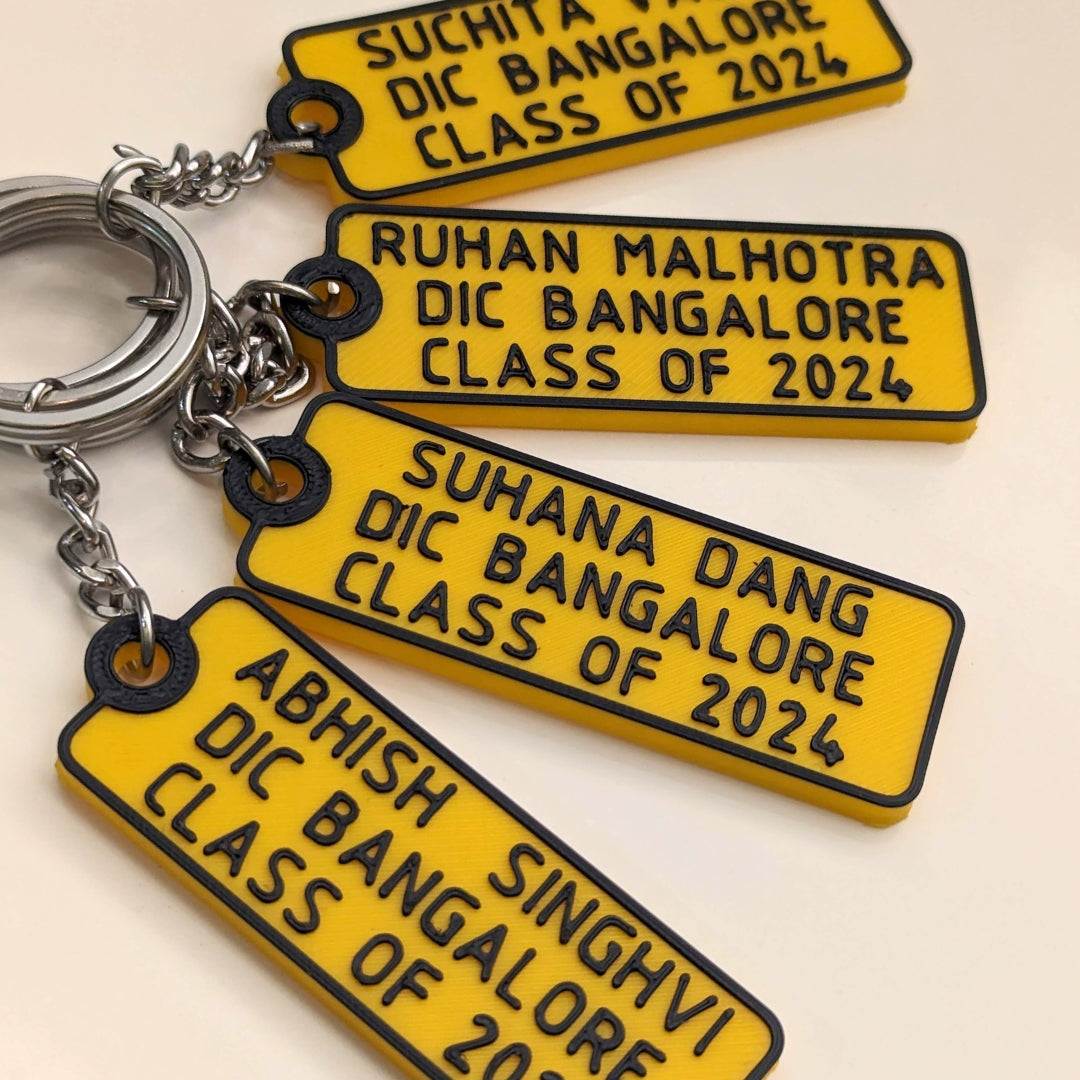 SUCHITA
DIC BANGALORE
CLASS OF 2024
RUHAN MALHOTRA
DIC BANGALORE
CLASS OF 2024
SUHANA DANG
DIC BANGALORE
CLASS OF 2024
ABHISH SINGHVI
DIC BANGALORE
CLASS OF